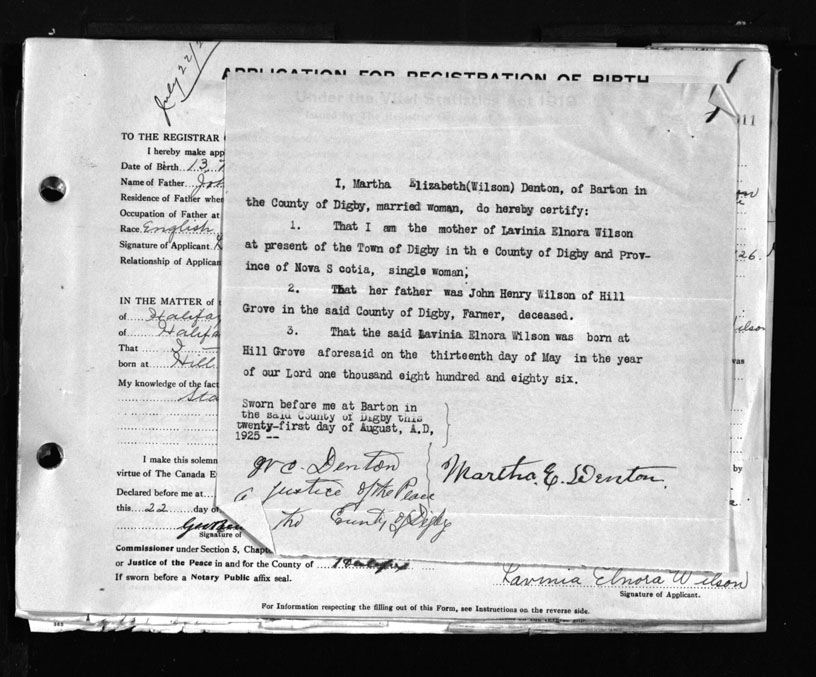 July 22/2
APPLICATION FOR REGISTRATION OF BIRTH
Under the Vital Statistics Act 1919
11
TO THE REGISTRAR
I hereby make app
Date of Birth 13
Name of Father
Residence of Father when
Occupation of Father at
Race English
Signature of Applicant
Relationship of Applican
26.
IN THE MATTER of
of Halifa
of Halifa
That I
born at Hill
My knowledge of the fact
Sta
was
I make this solemn
virtue of The Canada E
Declared before me at
this 22 day of
Signature of
Commissioner under Section 5, Chapt
or Justice of the Peace in and for the County of Halifax
If sworn before a Notary Public affix seal.
Lavinia Elnora Wilson
Signature of Applicant.
For Information respecting the filling out of this Form, see Instructions on the reverse side.
I, Martha Elizabeth(Wilson) Denton, of Barton in
the County of Digby, married woman, do hereby certify:
1. That I am the mother of Lavinia Elnora Wilson
at present of the Town of Digby in th e County of Digby and Prov-
ince of Nova S cotia, single woman;
2. That her father was John Henry Wilson of Hill
Grove in the said County of Digby, Farmer, deceased.
3. That the said Lavinia Elnora Wilson was born at
Hill Grove aforesaid on the thirteenth day of May in the year
of our Lord one thousand eight hundred and eighty six.
Sworn before me at Barton in
the said County of Digby this
twenty-first day of August, A.D,
1925 --
Denton
a Justice of the Peace
County of Digby
Martha. E. Denton.